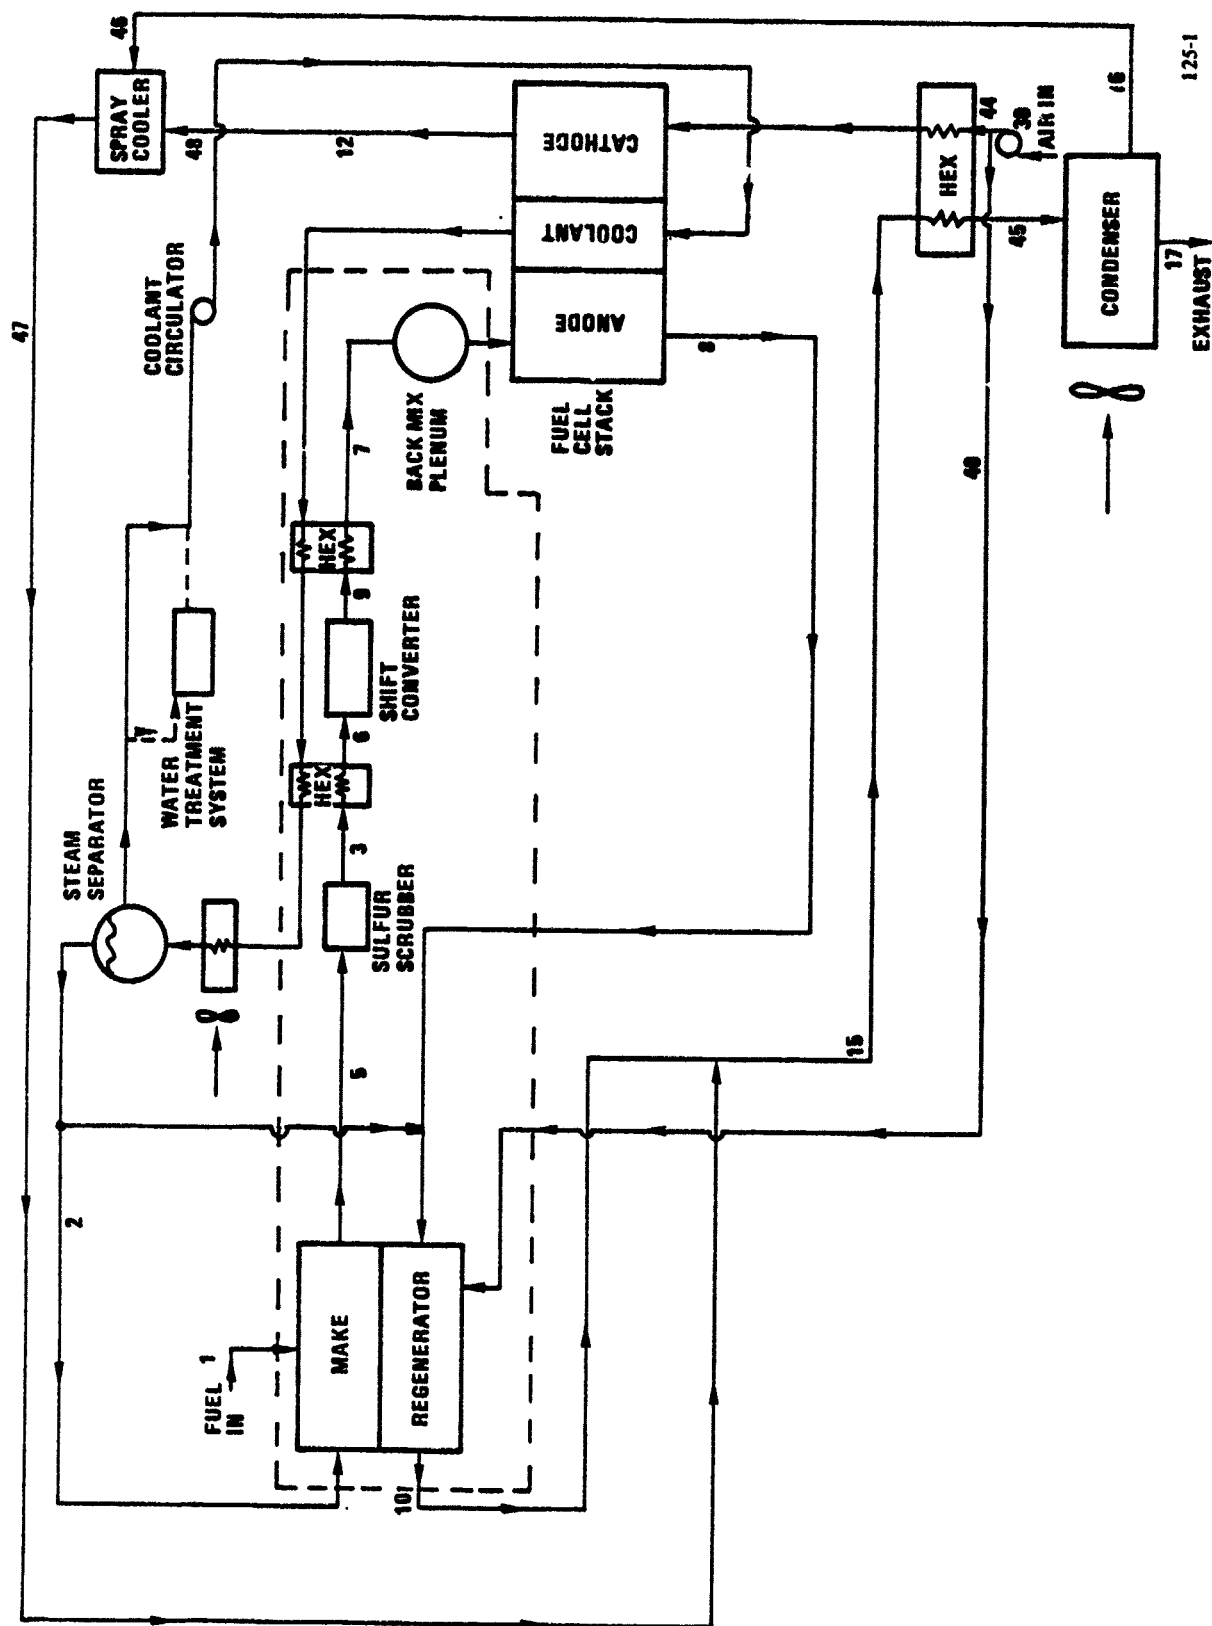 46
SPRAY
COOLER
48
12
47
COOLANT
CIRCULATOR
CATHODE
COOLANT
ANODE
FUEL
CELL
STACK
BACK MIX
PLENUM
7
HEX
9
SHIFT
CONVERTER
6
HEX
3
SULFUR
SCRUBBER
5
STEAM
SEPARATOR
WATER
TREATMENT
SYSTEM
2
FUEL
IN
1
MAKE
REGENERATOR
10
8
15
40
HEX
44
38
AIR IN
45
CONDENSER
16
17
EXHAUST
125-1